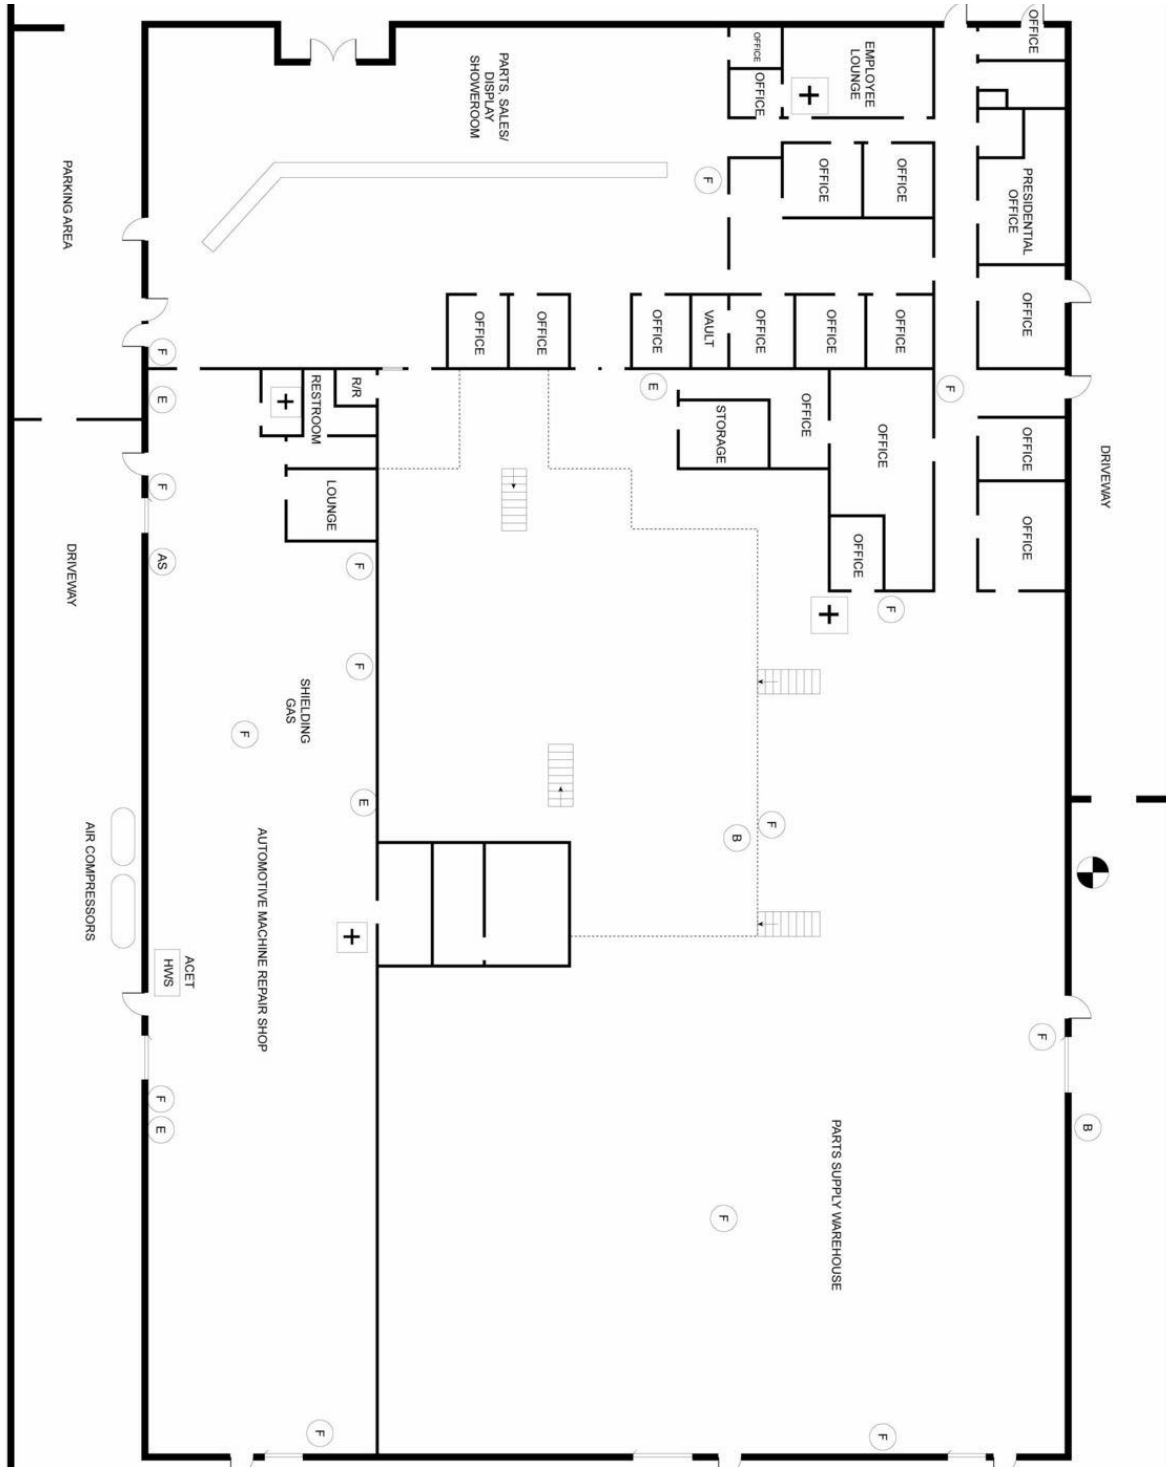 DRIVEWAY
B
OFFICE
PRESIDENTIAL
OFFICE
OFFICE
OFFICE
OFFICE
F
F
OFFICE
OFFICE
OFFICE
F
F
EMPLOYEE
LOUNGE
OFFICE
OFFICE
OFFICE
PARTS SUPPLY WAREHOUSE
OFFICE
F
OFFICE
OFFICE
OFFICE
B
F
VAULT
STORAGE
F
OFFICE
E
OFFICE
PARTS, SALES/
DISPLAY
SHOWEROOM
OFFICE
R/R
F
F
E
LOUNGE
RESTROOM
F
SHIELDING
GAS
AUTOMOTIVE MACHINE REPAIR SHOP
F
ACET
HWS
F
E
F
AS
F
E
AIR COMPRESSORS
PARKING AREA
DRIVEWAY